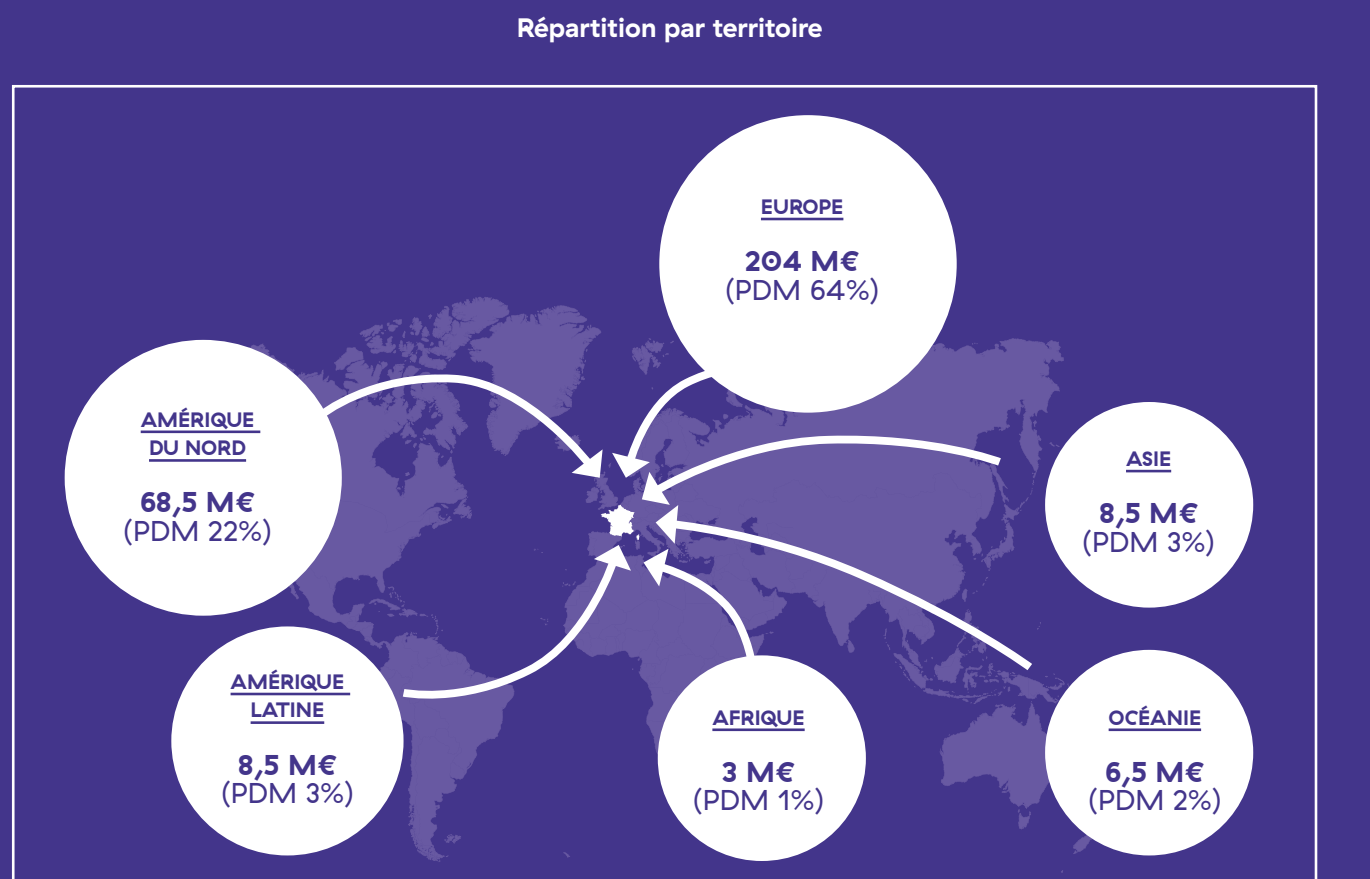 Répartition par territoire
EUROPE
204 M€
(PDM 64%)
AMÉRIQUE
DU NORD
68,5 M€
(PDM 22%)
ASIE
8,5 M€
(PDM 3%)
AMÉRIQUE
LATINE
8,5 M€
(PDM 3%)
AFRIQUE
3 M€
(PDM 1%)
OCÉANIE
6,5 M€
(PDM 2%)